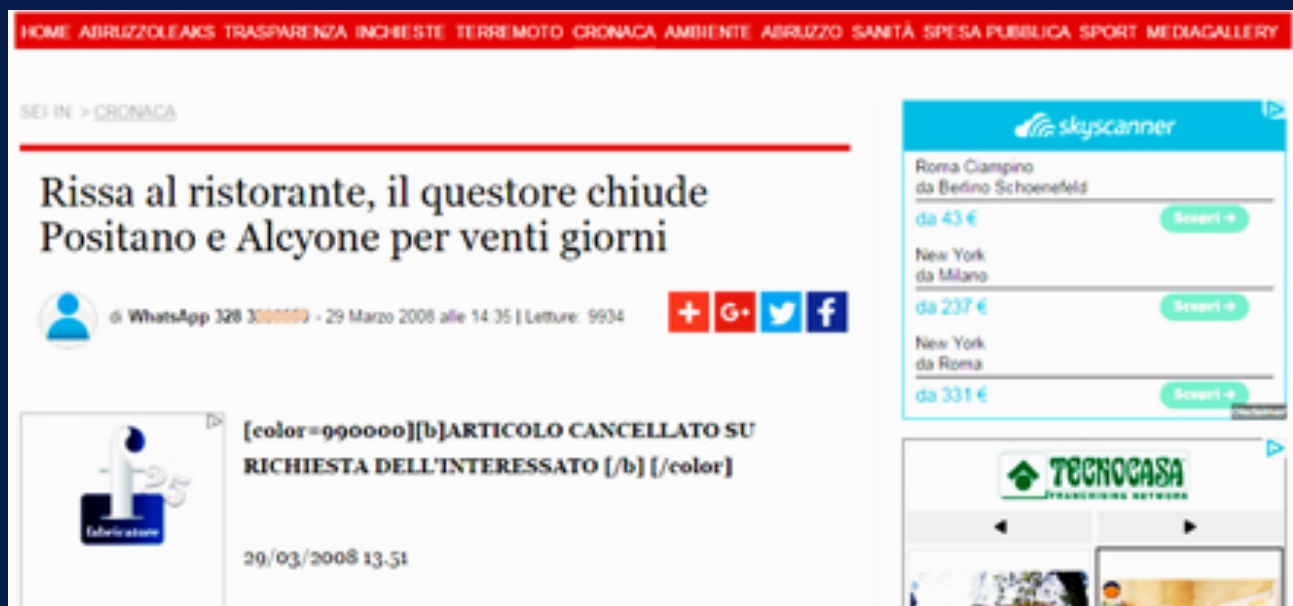 HOME ABRUZZOLEAKS TRASPARENZA INCHIESTE TERREMOTO CRONACA AMBIENTE ABRUZZO SANITÀ SPESA PUBBLICA SPORT MEDIAGALLERY
SEI IN: > CRONACA
Rissa al ristorante, il questore chiude
Positano e Alcyone per venti giorni
di WhatsApp 328 - 29 Marzo 2008 alle 14:35 | Letture: 9934
[color=990000][b]ARTICOLO CANCELLATO SU
RICHIESTA DELL'INTERESSATO [/b] [/color]
29/03/2008 13.51
f
25
fabricatore
skyscanner
Roma Ciampino
da Berlino Schoenefeld
da 43 €
Scopri
New York
da Milano
da 237 €
Scopri
New York
da Roma
da 331 €
Scopri
TECNOCASA
FRANCHISING NETWORK